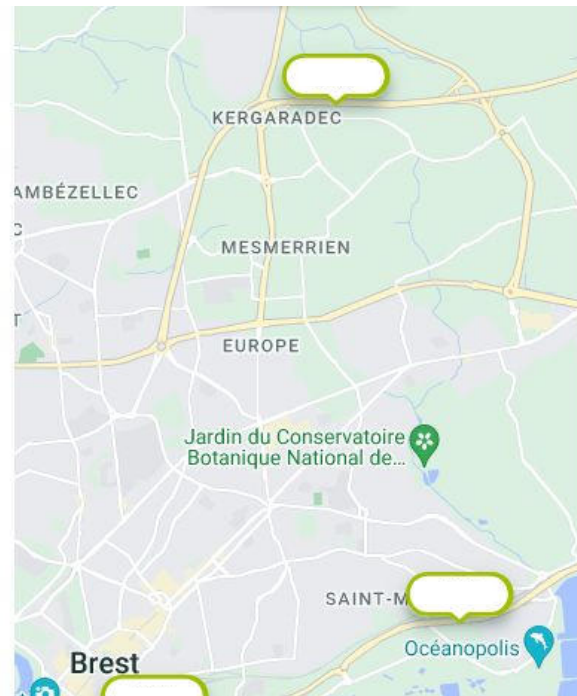 KERGARADEC
AMBÉZELLEC
C
MESMERRIEN
T
EUROPE
Jardin du Conservatoire
Botanique National de...
SAINT-M
Océanopolis
Brest